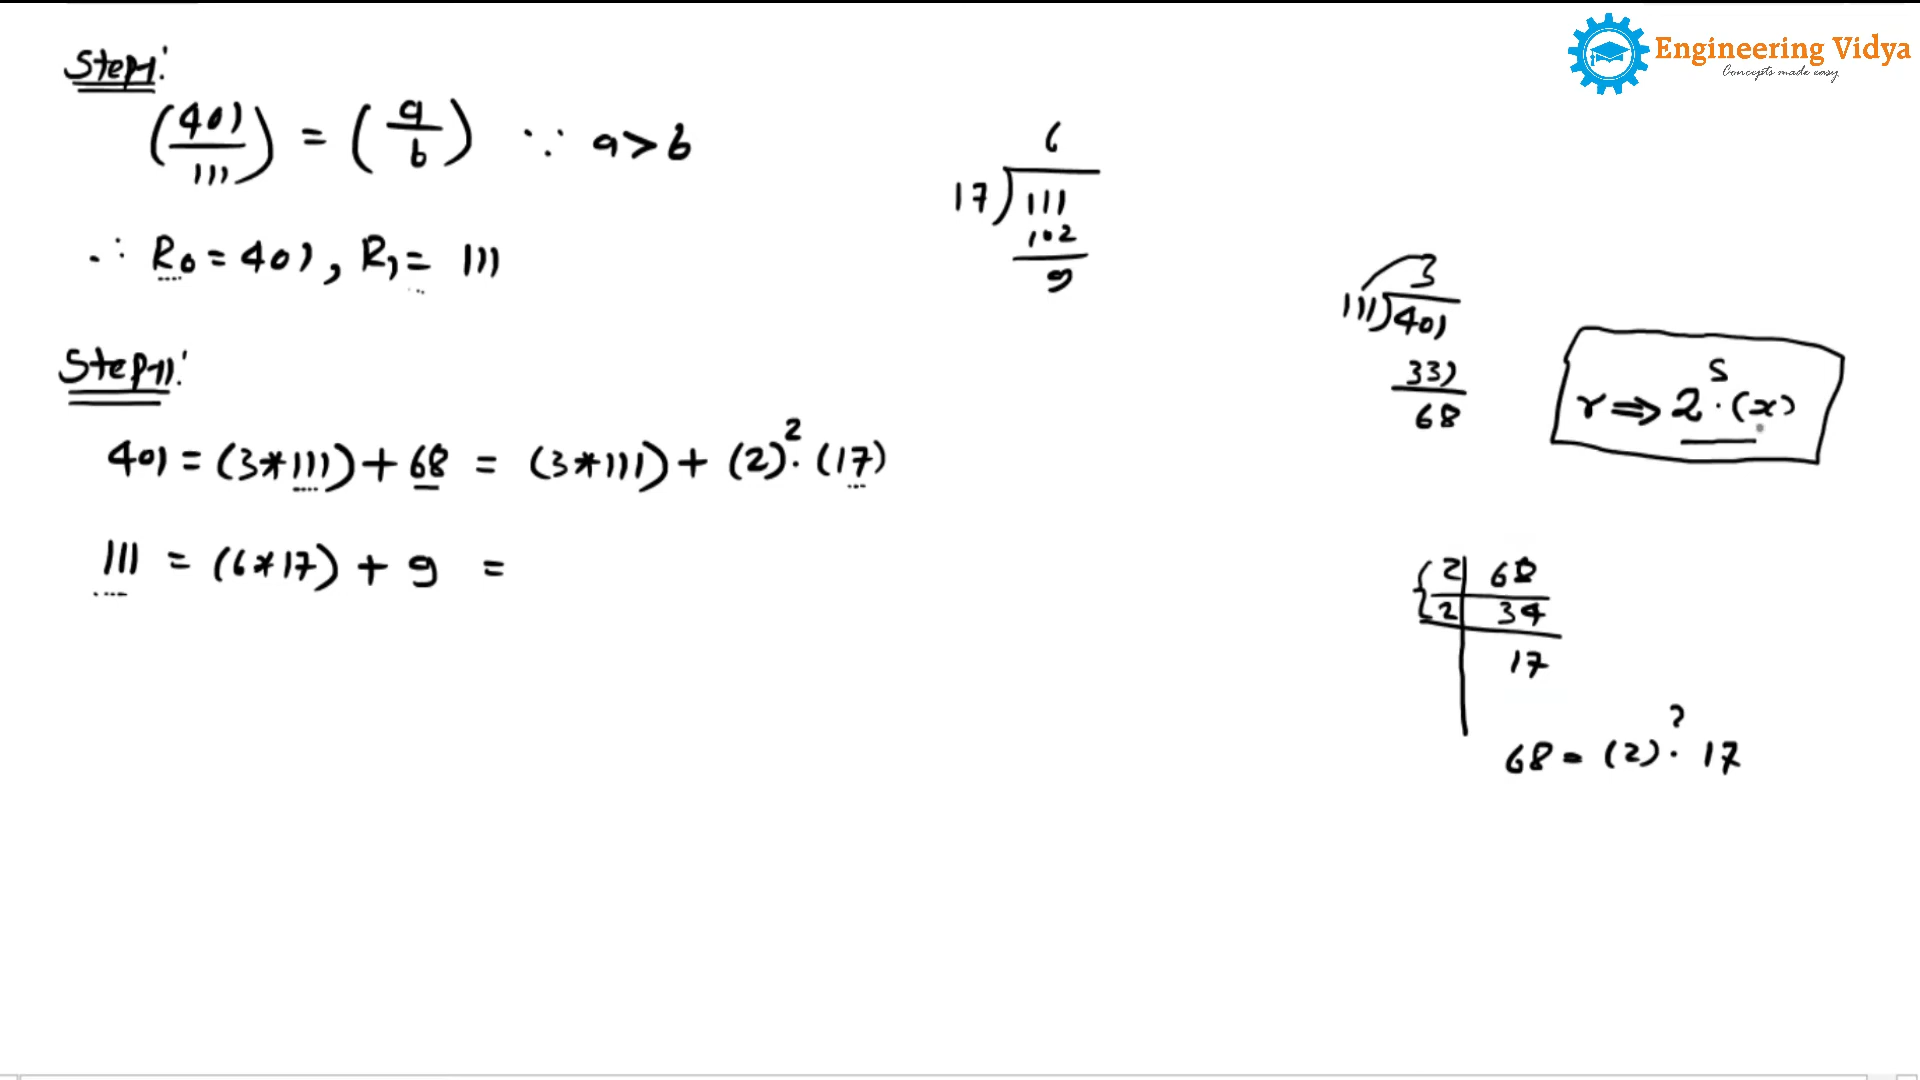 Engineering Vidya
Concepts made easy
Step-I:
(401/111) = (a/b) ∵ a>b
∴ R₀ = 401, R₁ = 111
Step-II:
401 = (3*111) + 68 = (3*111) + (2)²·(17)
111 = (6*17) + 9 =
6
17) 111
102
9
3
111) 401
333
68
r ⇒ 2^s·(x)
2 | 68
2 | 34
17
?
68 = (2)· 17